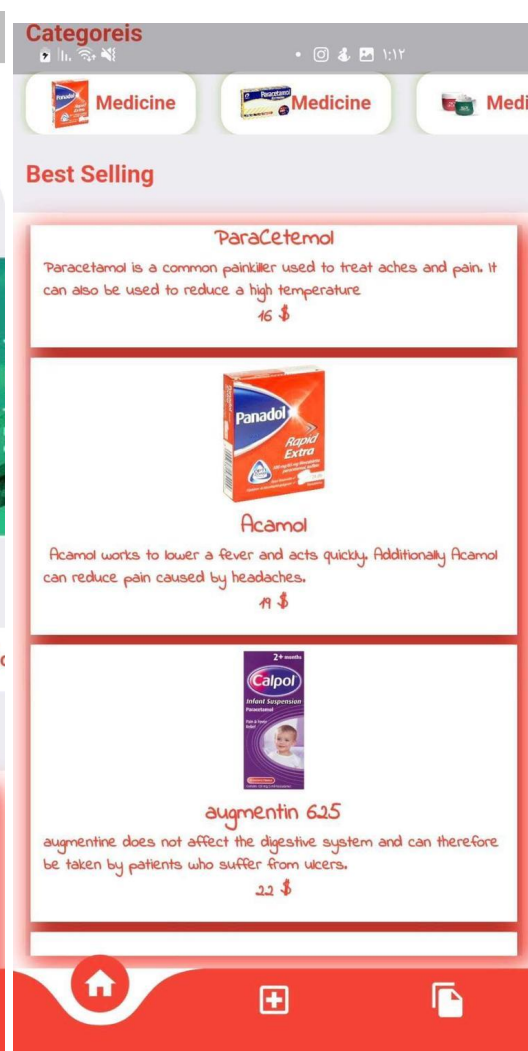 Categoreis
١:١٢
Medicine
Medicine
Medi
Best Selling
ParaCetemol
Paracetamol is a common painkiller used to treat aches and pain. It
can also be used to reduce a high temperature
16 $
Panadol
Rapid
Extra
Acamol
Acamol works to lower a fever and acts quickly. Additionally Acamol
can reduce pain caused by headaches.
19 $
2+ months
Calpol
Infant Suspension
Paracetamol
augmentin 625
augmentine does not affect the digestive system and can therefore
be taken by patients who suffer from ulcers.
22 $